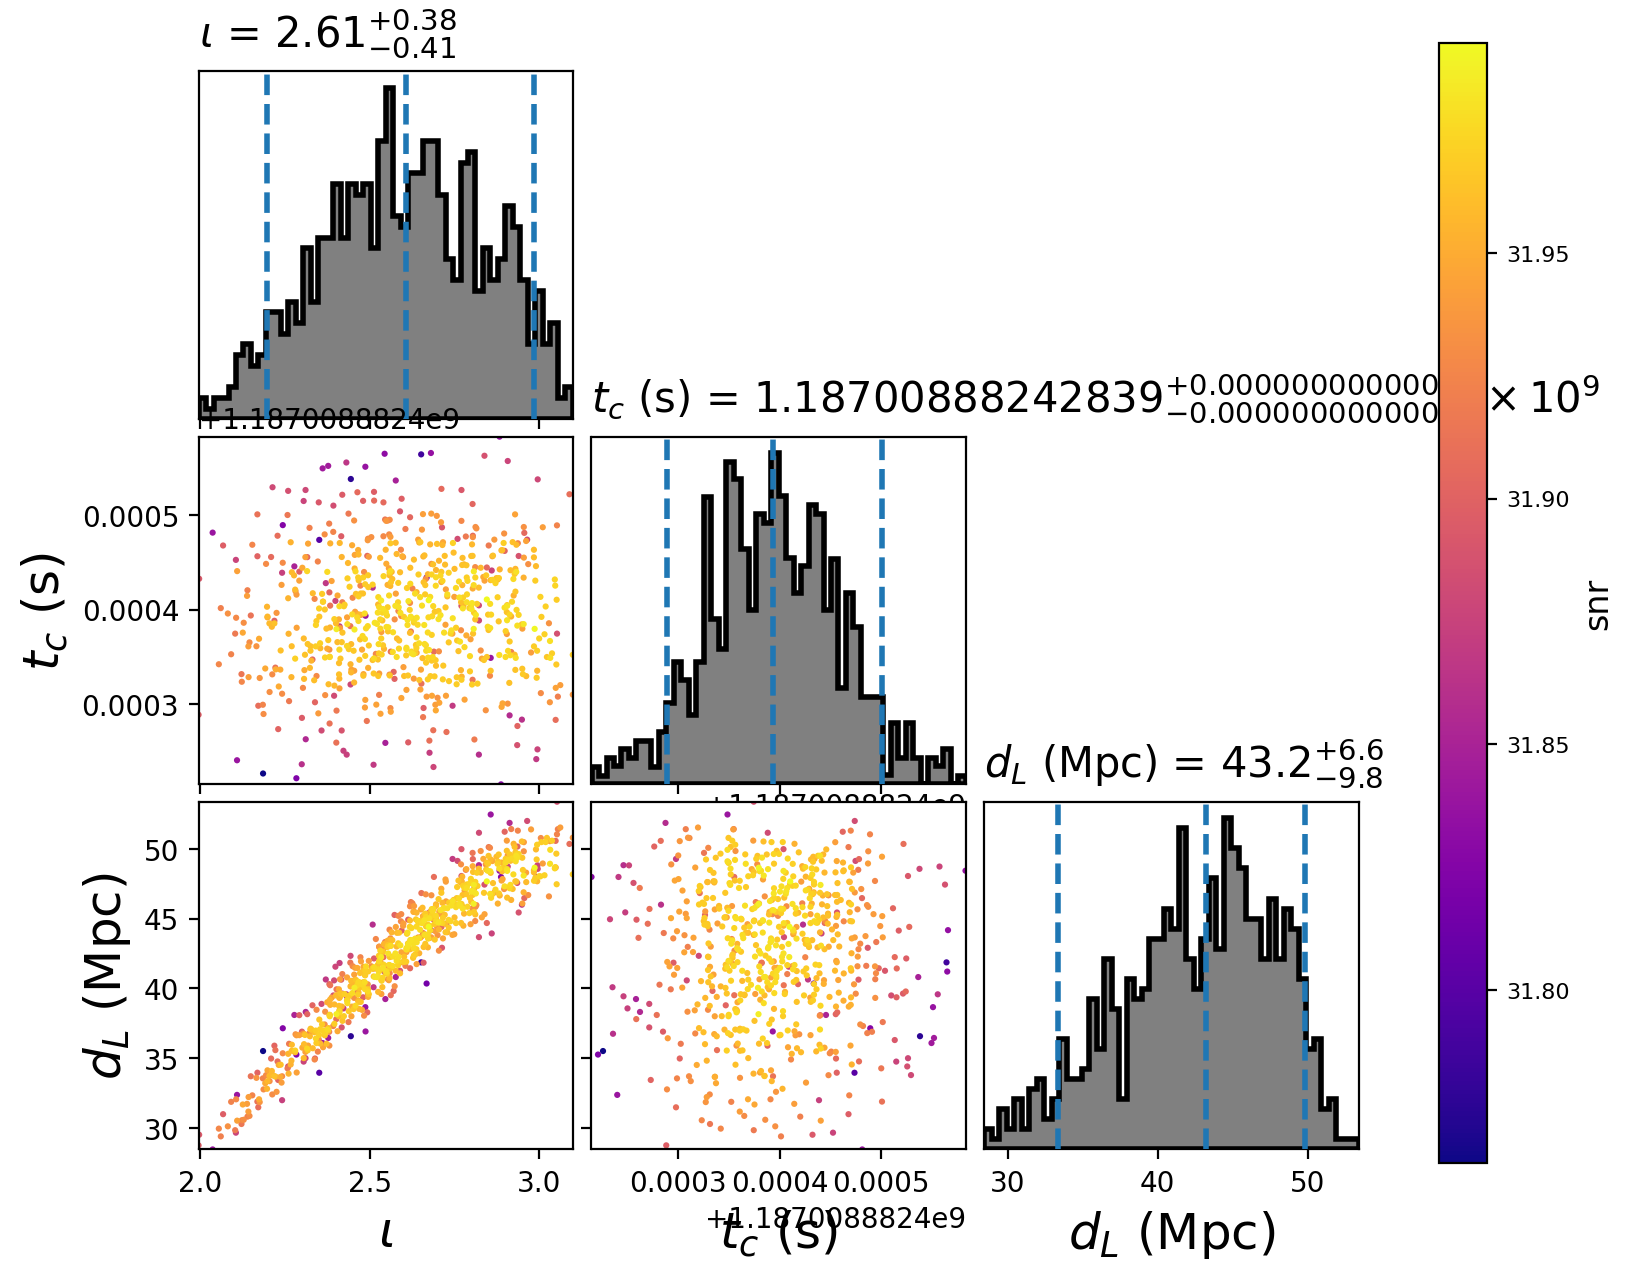 ι = 2.61 +0.38 −0.41
+1.1870088824e9
t_c (s) = 1.18700888242839 +0.000000000000 −0.000000000000 × 10^9
31.95
0.0005
0.0004
0.0003
t_c (s)
31.90
snr
31.85
d_L (Mpc) = 43.2 +6.6 −9.8
+1.1870088824e9
50
45
40
35
30
d_L (Mpc)
31.80
2.0 2.5 3.0
0.0003 0.0004 0.0005
30 40 50
+1.1870088824e9
ι
t_c (s)
d_L (Mpc)